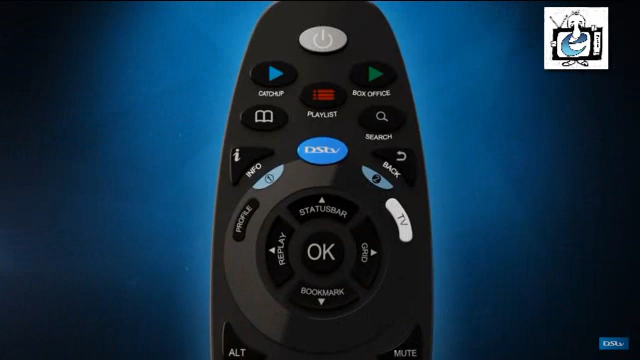 CATCHUP
BOX OFFICE
PLAYLIST
SEARCH
DStv
i
INFO
BACK
1
2
PROFILE
TV
STATUSBAR
REPLAY
OK
GRID
BOOKMARK
ALT
MUTE
DStv